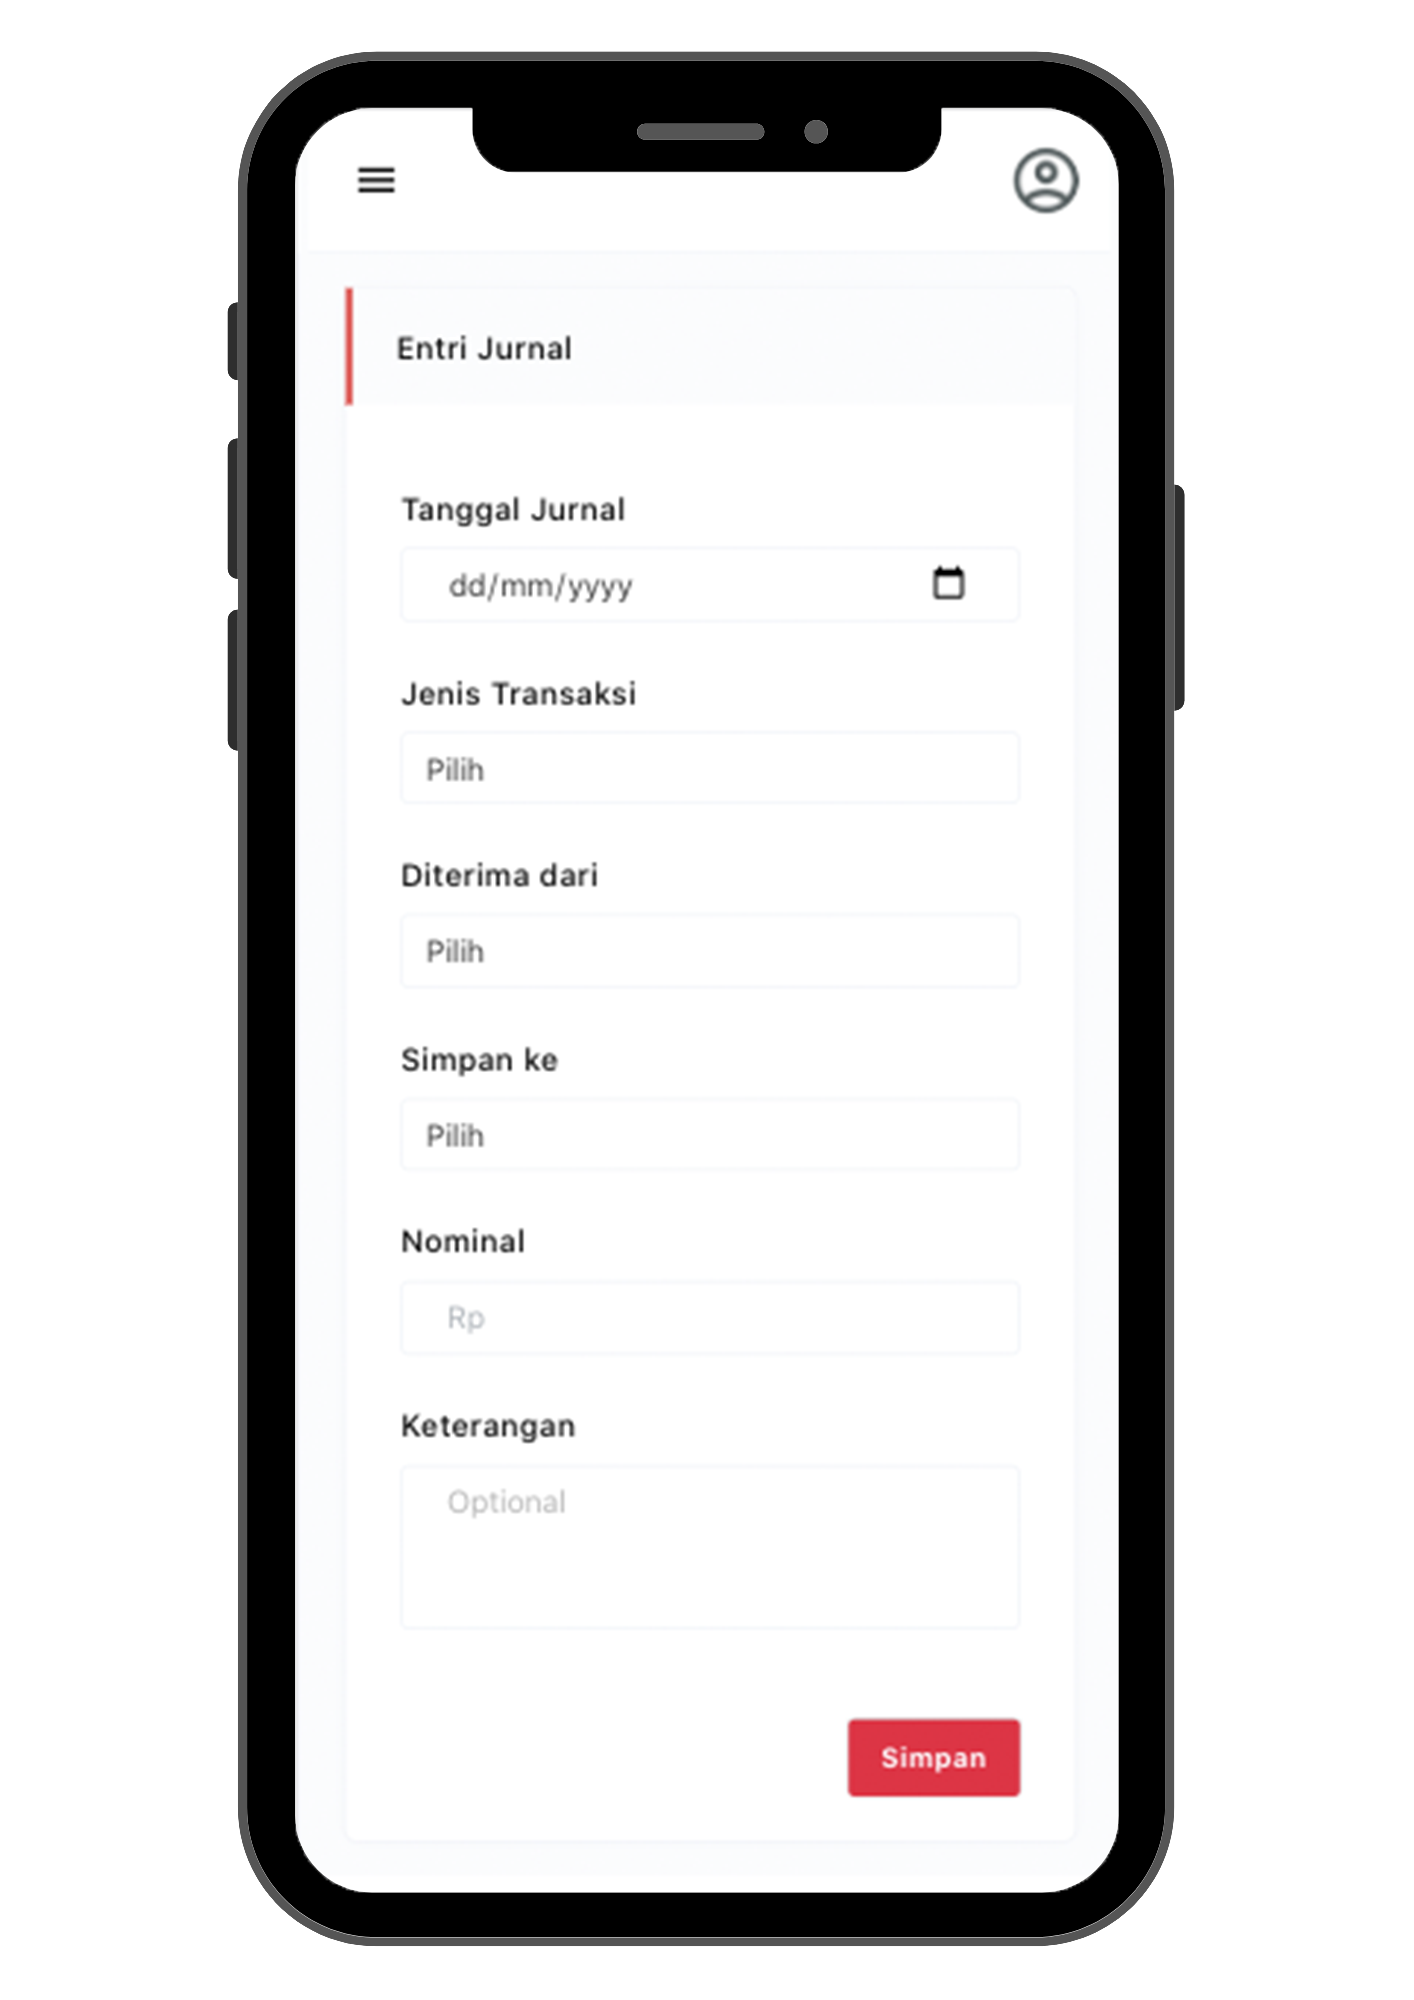 Entri Jurnal
Tanggal Jurnal
dd/mm/yyyy
Jenis Transaksi
Pilih
Diterima dari
Pilih
Simpan ke
Pilih
Nominal
Rp
Keterangan
Optional
Simpan